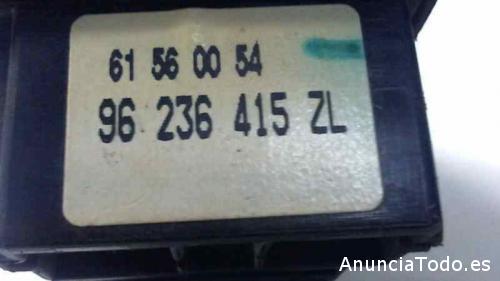 61 56 00 54
96 236 415 ZL
AnunciaTodo.es